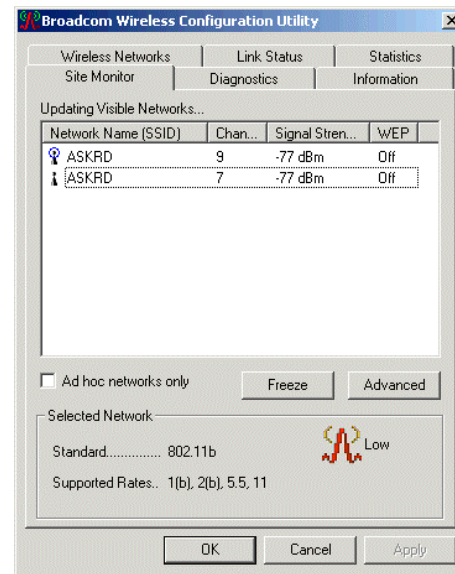 Broadcom Wireless Configuration Utility
Wireless Networks Link Status Statistics
Site Monitor Diagnostics Information
Updating Visible Networks...
Network Name (SSID) Chan... Signal Stren... WEP
ASKRD 9 -77 dBm Off
ASKRD 7 -77 dBm Off
Ad hoc networks only Freeze Advanced
Selected Network
Low
Standard.............. 802.11b
Supported Rates.. 1(b), 2(b), 5.5, 11
OK Cancel Apply